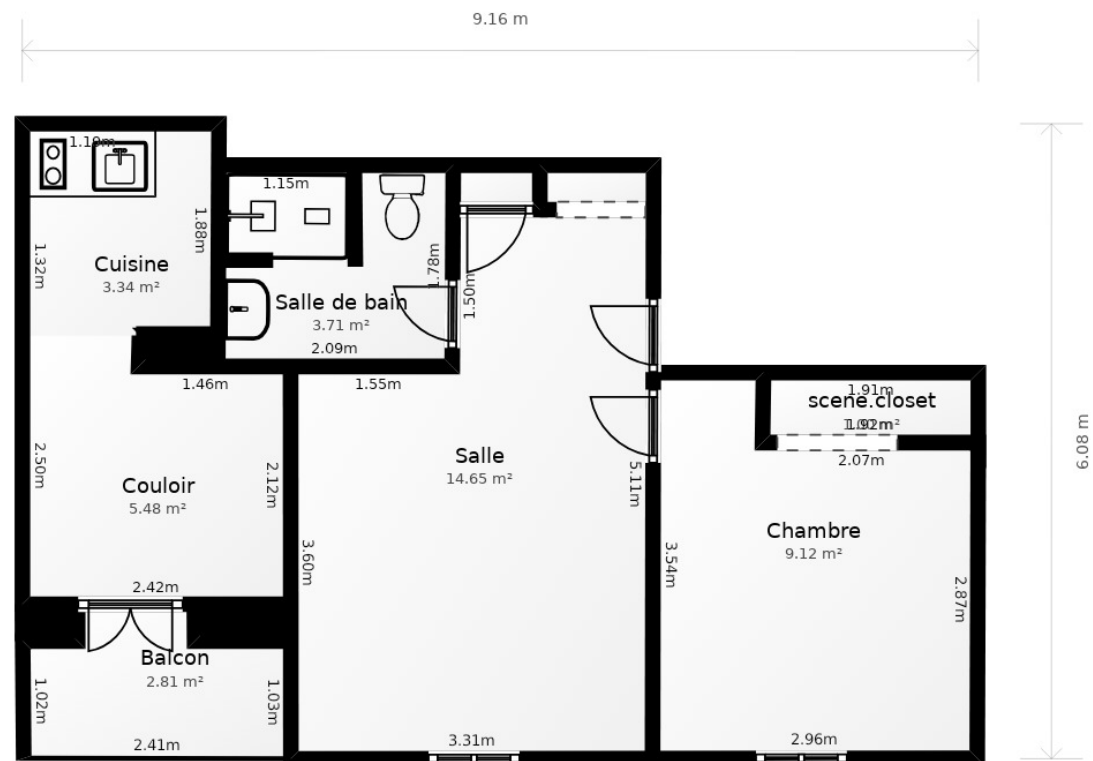 9.16 m
1.19m
1.15m
1.88m
1.32m
Cuisine
3.34 m²
1.78m
1.50m
Salle de bain
3.71 m²
2.09m
1.46m
1.55m
1.91m
scene.closet
1.92m
2.07m
6.08 m
Salle
14.65 m²
5.11m
2.50m
2.12m
Couloir
5.48 m²
Chambre
9.12 m²
3.60m
3.54m
2.87m
2.42m
Balcon
2.81 m²
1.02m
1.03m
2.41m
3.31m
2.96m